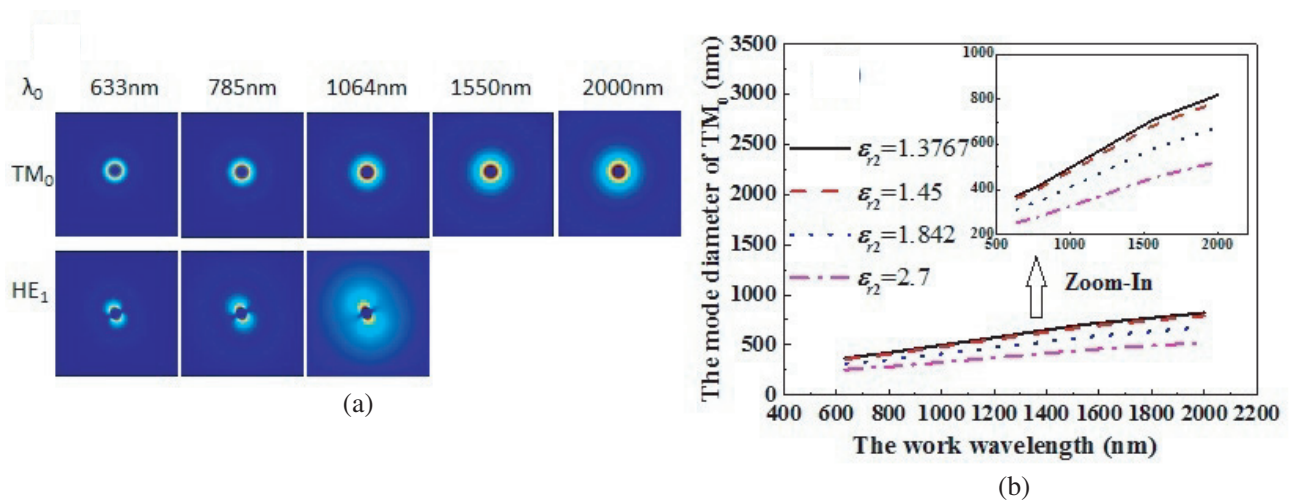 λ₀ 633nm 785nm 1064nm 1550nm 2000nm
TM₀
HE₁
(a)
The mode diameter of TM₀ (nm)
3500
3000
2500
2000
1500
1000
500
0
400 600 800 1000 1200 1400 1600 1800 2000 2200
The work wavelength (nm)
εr2=1.3767
εr2=1.45
εr2=1.842
εr2=2.7
1000
800
600
400
200
500 1000 1500 2000
Zoom-In
(b)